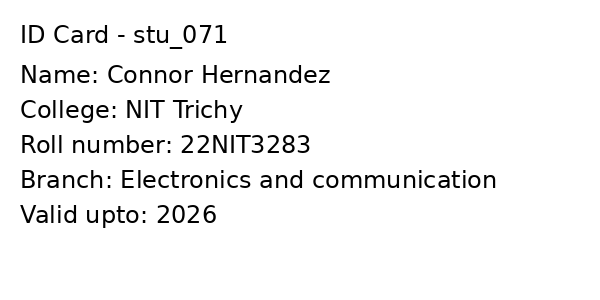 ID Card - stu_071
Name: Connor Hernandez
College: NIT Trichy
Roll number: 22NIT3283
Branch: Electronics and communication
Valid upto: 2026